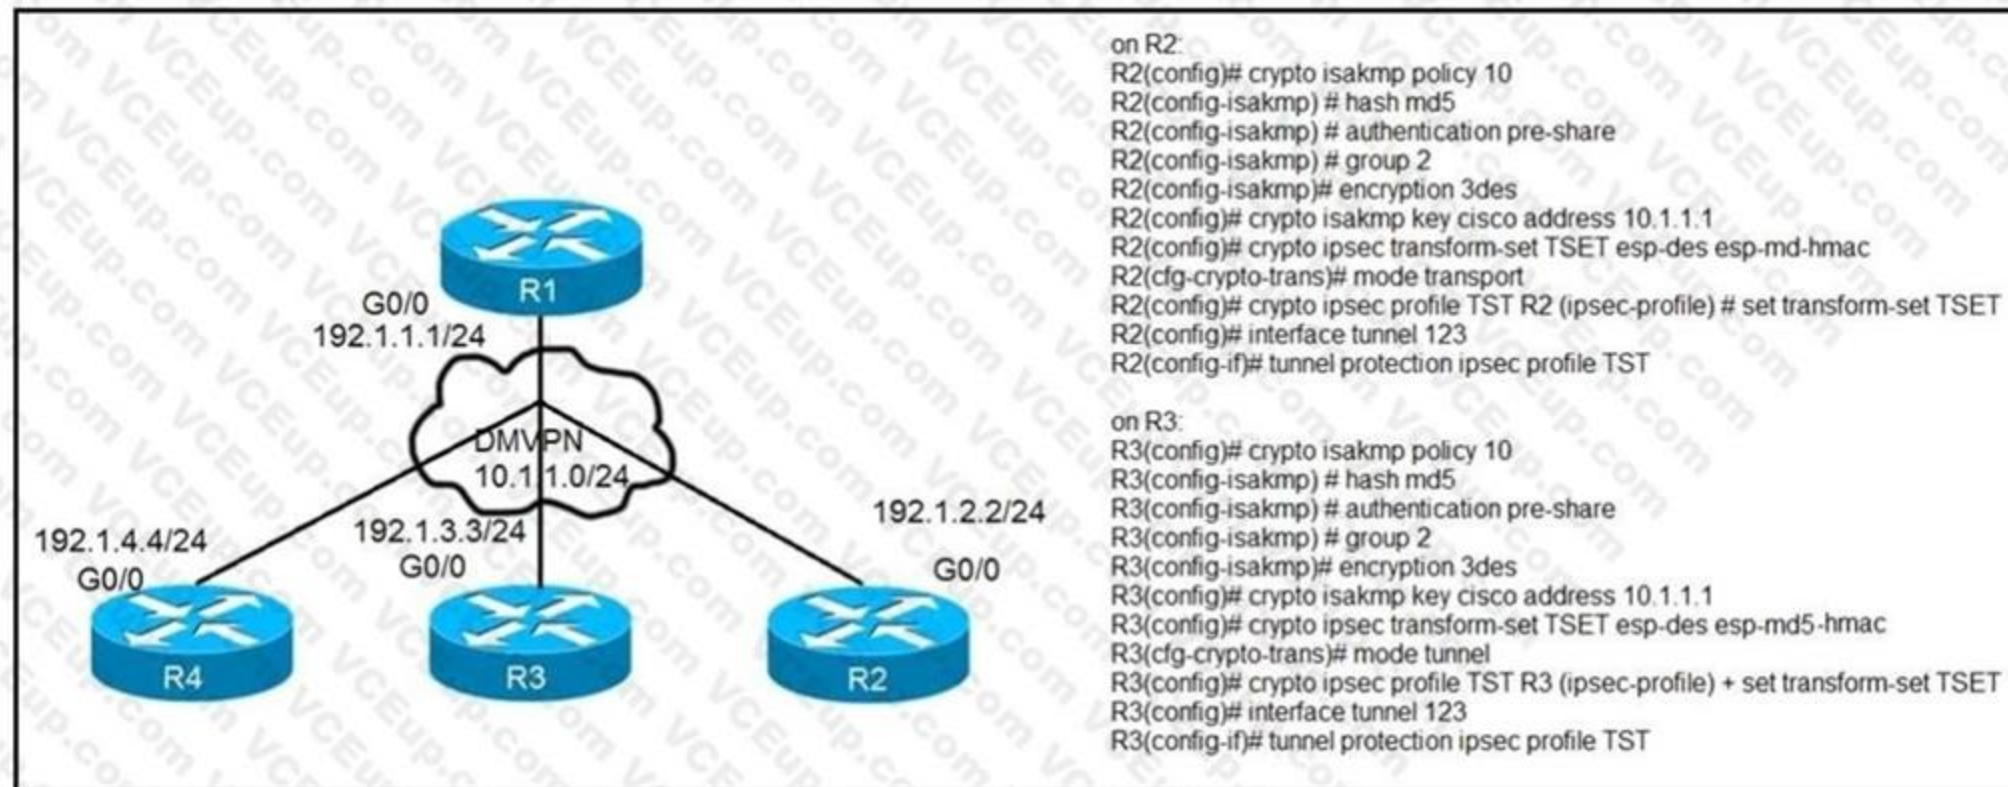 on R2:
R2(config)# crypto isakmp policy 10
R2(config-isakmp) # hash md5
R2(config-isakmp) # authentication pre-share
R2(config-isakmp) # group 2
R2(config-isakmp)# encryption 3des
R2(config)# crypto isakmp key cisco address 10.1.1.1
R2(config)# crypto ipsec transform-set TSET esp-des esp-md-hmac
R2(cfg-crypto-trans)# mode transport
R2(config)# crypto ipsec profile TST R2 (ipsec-profile) # set transform-set TSET
R2(config)# interface tunnel 123
R2(config-if)# tunnel protection ipsec profile TST
on R3:
R3(config)# crypto isakmp policy 10
R3(config-isakmp) # hash md5
R3(config-isakmp) # authentication pre-share
R3(config-isakmp) # group 2
R3(config-isakmp)# encryption 3des
R3(config)# crypto isakmp key cisco address 10.1.1.1
R3(config)# crypto ipsec transform-set TSET esp-des esp-md5-hmac
R3(cfg-crypto-trans)# mode tunnel
R3(config)# crypto ipsec profile TST R3 (ipsec-profile) + set transform-set TSET
R3(config)# interface tunnel 123
R3(config-if)# tunnel protection ipsec profile TST
R1
G0/0
192.1.1.1/24
DMVPN
10.1.1.0/24
192.1.4.4/24
G0/0
192.1.3.3/24
G0/0
192.1.2.2/24
G0/0
R4
R3
R2
VCEup.com